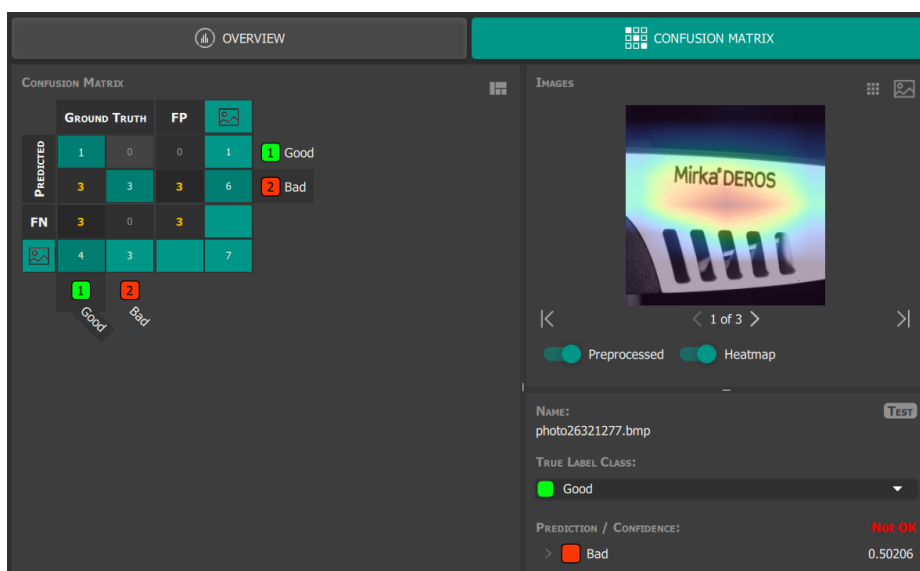 OVERVIEW
CONFUSION MATRIX
Confusion Matrix
Ground Truth FP
Predicted
1 0 0 1 1 Good
3 3 3 6 2 Bad
FN 3 0 3
4 3 7
1 2
Good Bad
Images
Mirka DEROS
1 of 3
Preprocessed Heatmap
Name: Test
photo26321277.bmp
True Label Class:
Good
Prediction / Confidence: Not OK
Bad 0.50206